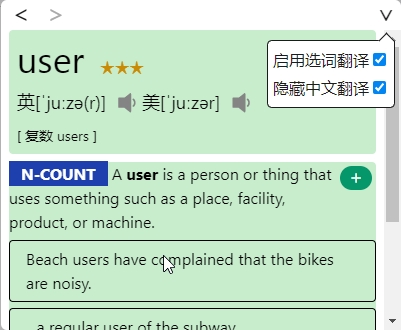 user ★★★
启用选词翻译
隐藏中文翻译
英[ˈjuːzə(r)] 美[ˈjuːzər]
[ 复数 users ]
N-COUNT A user is a person or thing that
uses something such as a place, facility,
product, or machine.
Beach users have complained that the bikes
are noisy.
a regular user of the subway